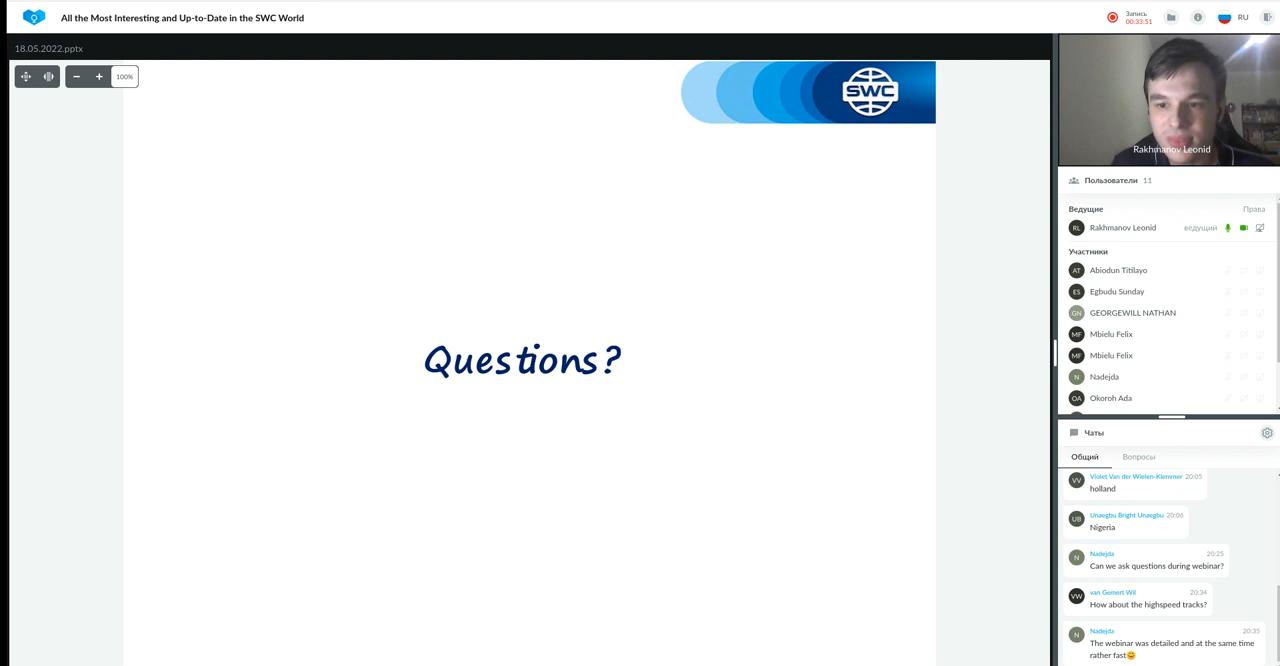 All the Most Interesting and Up-to-Date in the SWC World
Запись
00:33:51
RU
18.05.2022.pptx
100%
SWC
Questions?
Rakhmanov Leonid
Пользователи 11
Ведущие Права
RL Rakhmanov Leonid ведущий
Участники
AT Abiodun Titilayo
ES Egbudu Sunday
GN GEORGEWILL NATHAN
MF Mbielu Felix
MF Mbielu Felix
N Nadejda
OA Okoroh Ada
Чаты
Общий Вопросы
VV Violet Van der Wielen-Klemmer 20:05
holland
UB Unaegbu Bright Unaegbu 20:06
Nigeria
N Nadejda 20:25
Can we ask questions during webinar?
VW van Gemert Wil 20:34
How about the highspeed tracks?
N Nadejda 20:35
The webinar was detailed and at the same time
rather fast😊